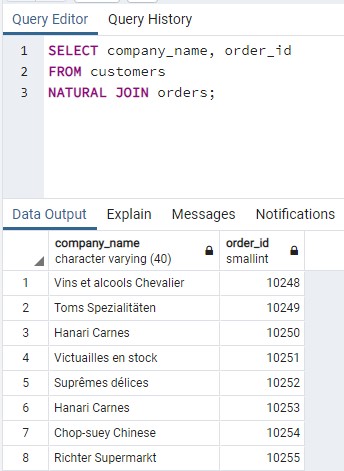 Query Editor Query History
1 SELECT company_name, order_id
2 FROM customers
3 NATURAL JOIN orders;
Data Output Explain Messages Notifications
company_name order_id
character varying (40) smallint
1 Vins et alcools Chevalier 10248
2 Toms Spezialitäten 10249
3 Hanari Carnes 10250
4 Victuailles en stock 10251
5 Suprêmes délices 10252
6 Hanari Carnes 10253
7 Chop-suey Chinese 10254
8 Richter Supermarkt 10255